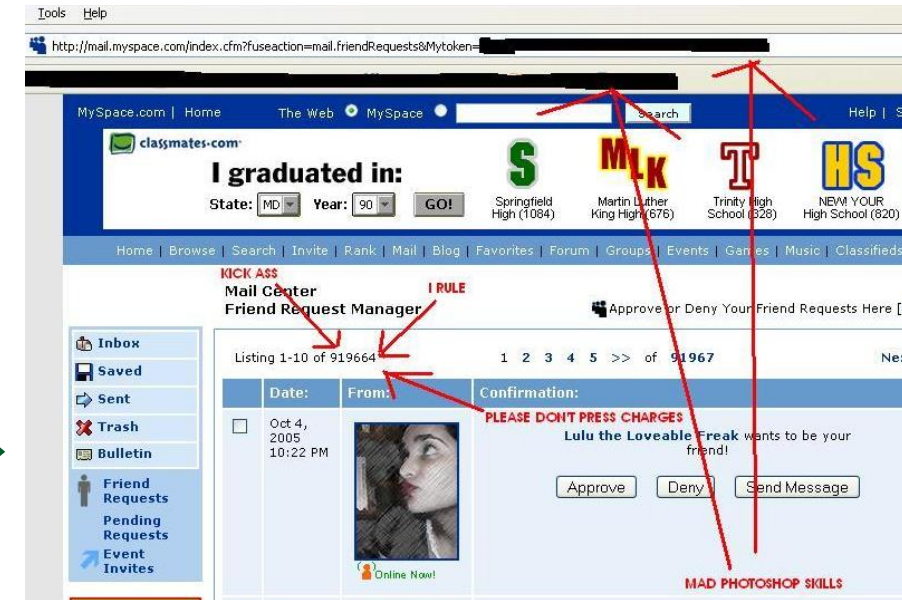 Tools Help
http://mail.myspace.com/index.cfm?fuseaction=mail.friendRequests&Mytoken=
MySpace.com | Home The Web MySpace Search Help |
classmates.com
I graduated in:
State: MD Year: 90 GO!
S MLK T HS
Springfield High (1084)
Martin Luther King High (676)
Trinity High School (328)
NEW! YOUR High School (820)
Home | Browse | Search | Invite | Rank | Mail | Blog | Favorites | Forum | Groups | Events | Games | Music | Classifieds
KICK ASS
I RULE
Mail Center
Friend Request Manager
Approve or Deny Your Friend Requests Here [
Inbox
Saved
Sent
Trash
Bulletin
Friend Requests
Pending Requests
Event Invites
Listing 1-10 of 919664
1 2 3 4 5 >> of 91967
Date: From: Confirmation:
PLEASE DON'T PRESS CHARGES
Oct 4,
2005
10:22 PM
Online Now!
Lulu the Loveable Freak wants to be your
friend!
Approve Deny Send Message
MAD PHOTOSHOP SKILLS